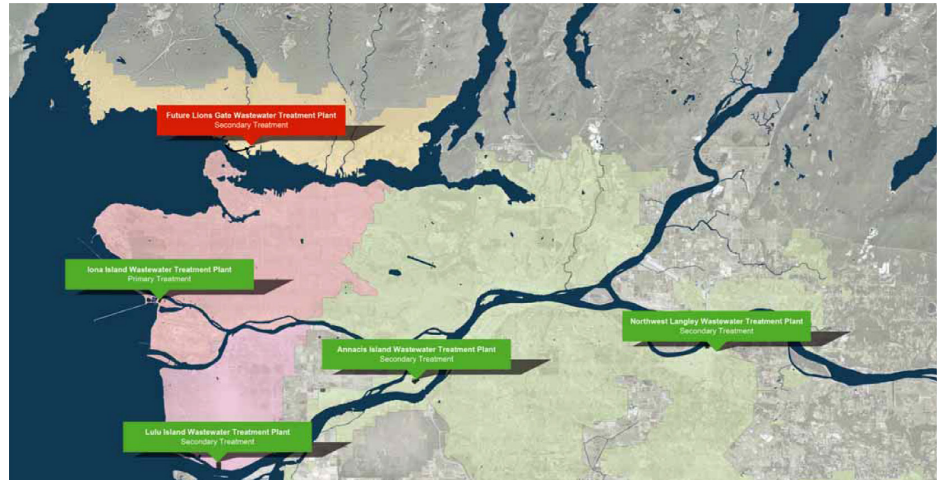 Future Lions Gate Wastewater Treatment Plant
Secondary Treatment
Iona Island Wastewater Treatment Plant
Primary Treatment
Northwest Langley Wastewater Treatment Plant
Secondary Treatment
Annacis Island Wastewater Treatment Plant
Secondary Treatment
Lulu Island Wastewater Treatment Plant
Secondary Treatment